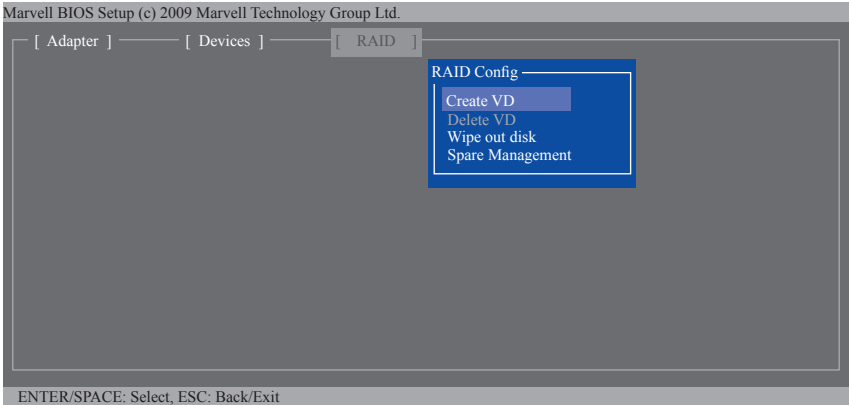 Marvell BIOS Setup (c) 2009 Marvell Technology Group Ltd.
[ Adapter ] [ Devices ] [ RAID ]
RAID Config
Create VD
Delete VD
Wipe out disk
Spare Management
ENTER/SPACE: Select, ESC: Back/Exit